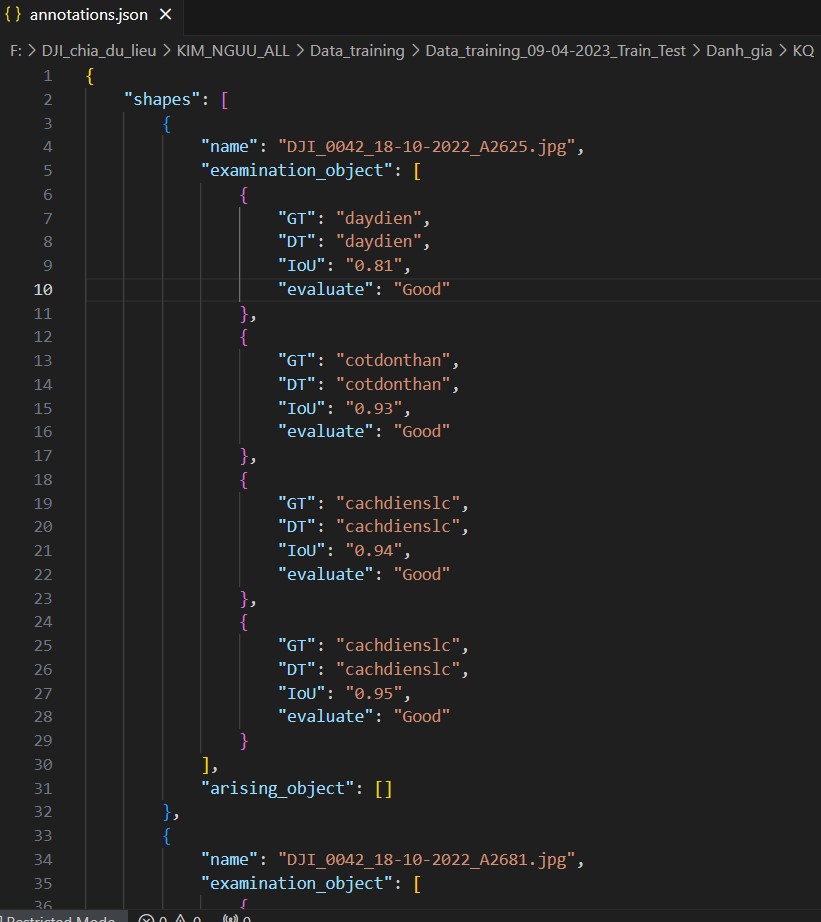 {} annotations.json ×
F: > DJI_chia_du_lieu > KIM_NGUU_ALL > Data_training > Data_training_09-04-2023_Train_Test > Danh_gia > KQ
1 {
2 "shapes": [
3 {
4 "name": "DJI_0042_18-10-2022_A2625.jpg",
5 "examination_object": [
6 {
7 "GT": "daydien",
8 "DT": "daydien",
9 "IoU": "0.81",
10 "evaluate": "Good"
11 },
12 {
13 "GT": "cotdonthan",
14 "DT": "cotdonthan",
15 "IoU": "0.93",
16 "evaluate": "Good"
17 },
18 {
19 "GT": "cachdienslc",
20 "DT": "cachdienslc",
21 "IoU": "0.94",
22 "evaluate": "Good"
23 },
24 {
25 "GT": "cachdienslc",
26 "DT": "cachdienslc",
27 "IoU": "0.95",
28 "evaluate": "Good"
29 }
30 ],
31 "arising_object": []
32 },
33 {
34 "name": "DJI_0042_18-10-2022_A2681.jpg",
35 "examination_object": [
36 {
Restricted Mode 0 0 0